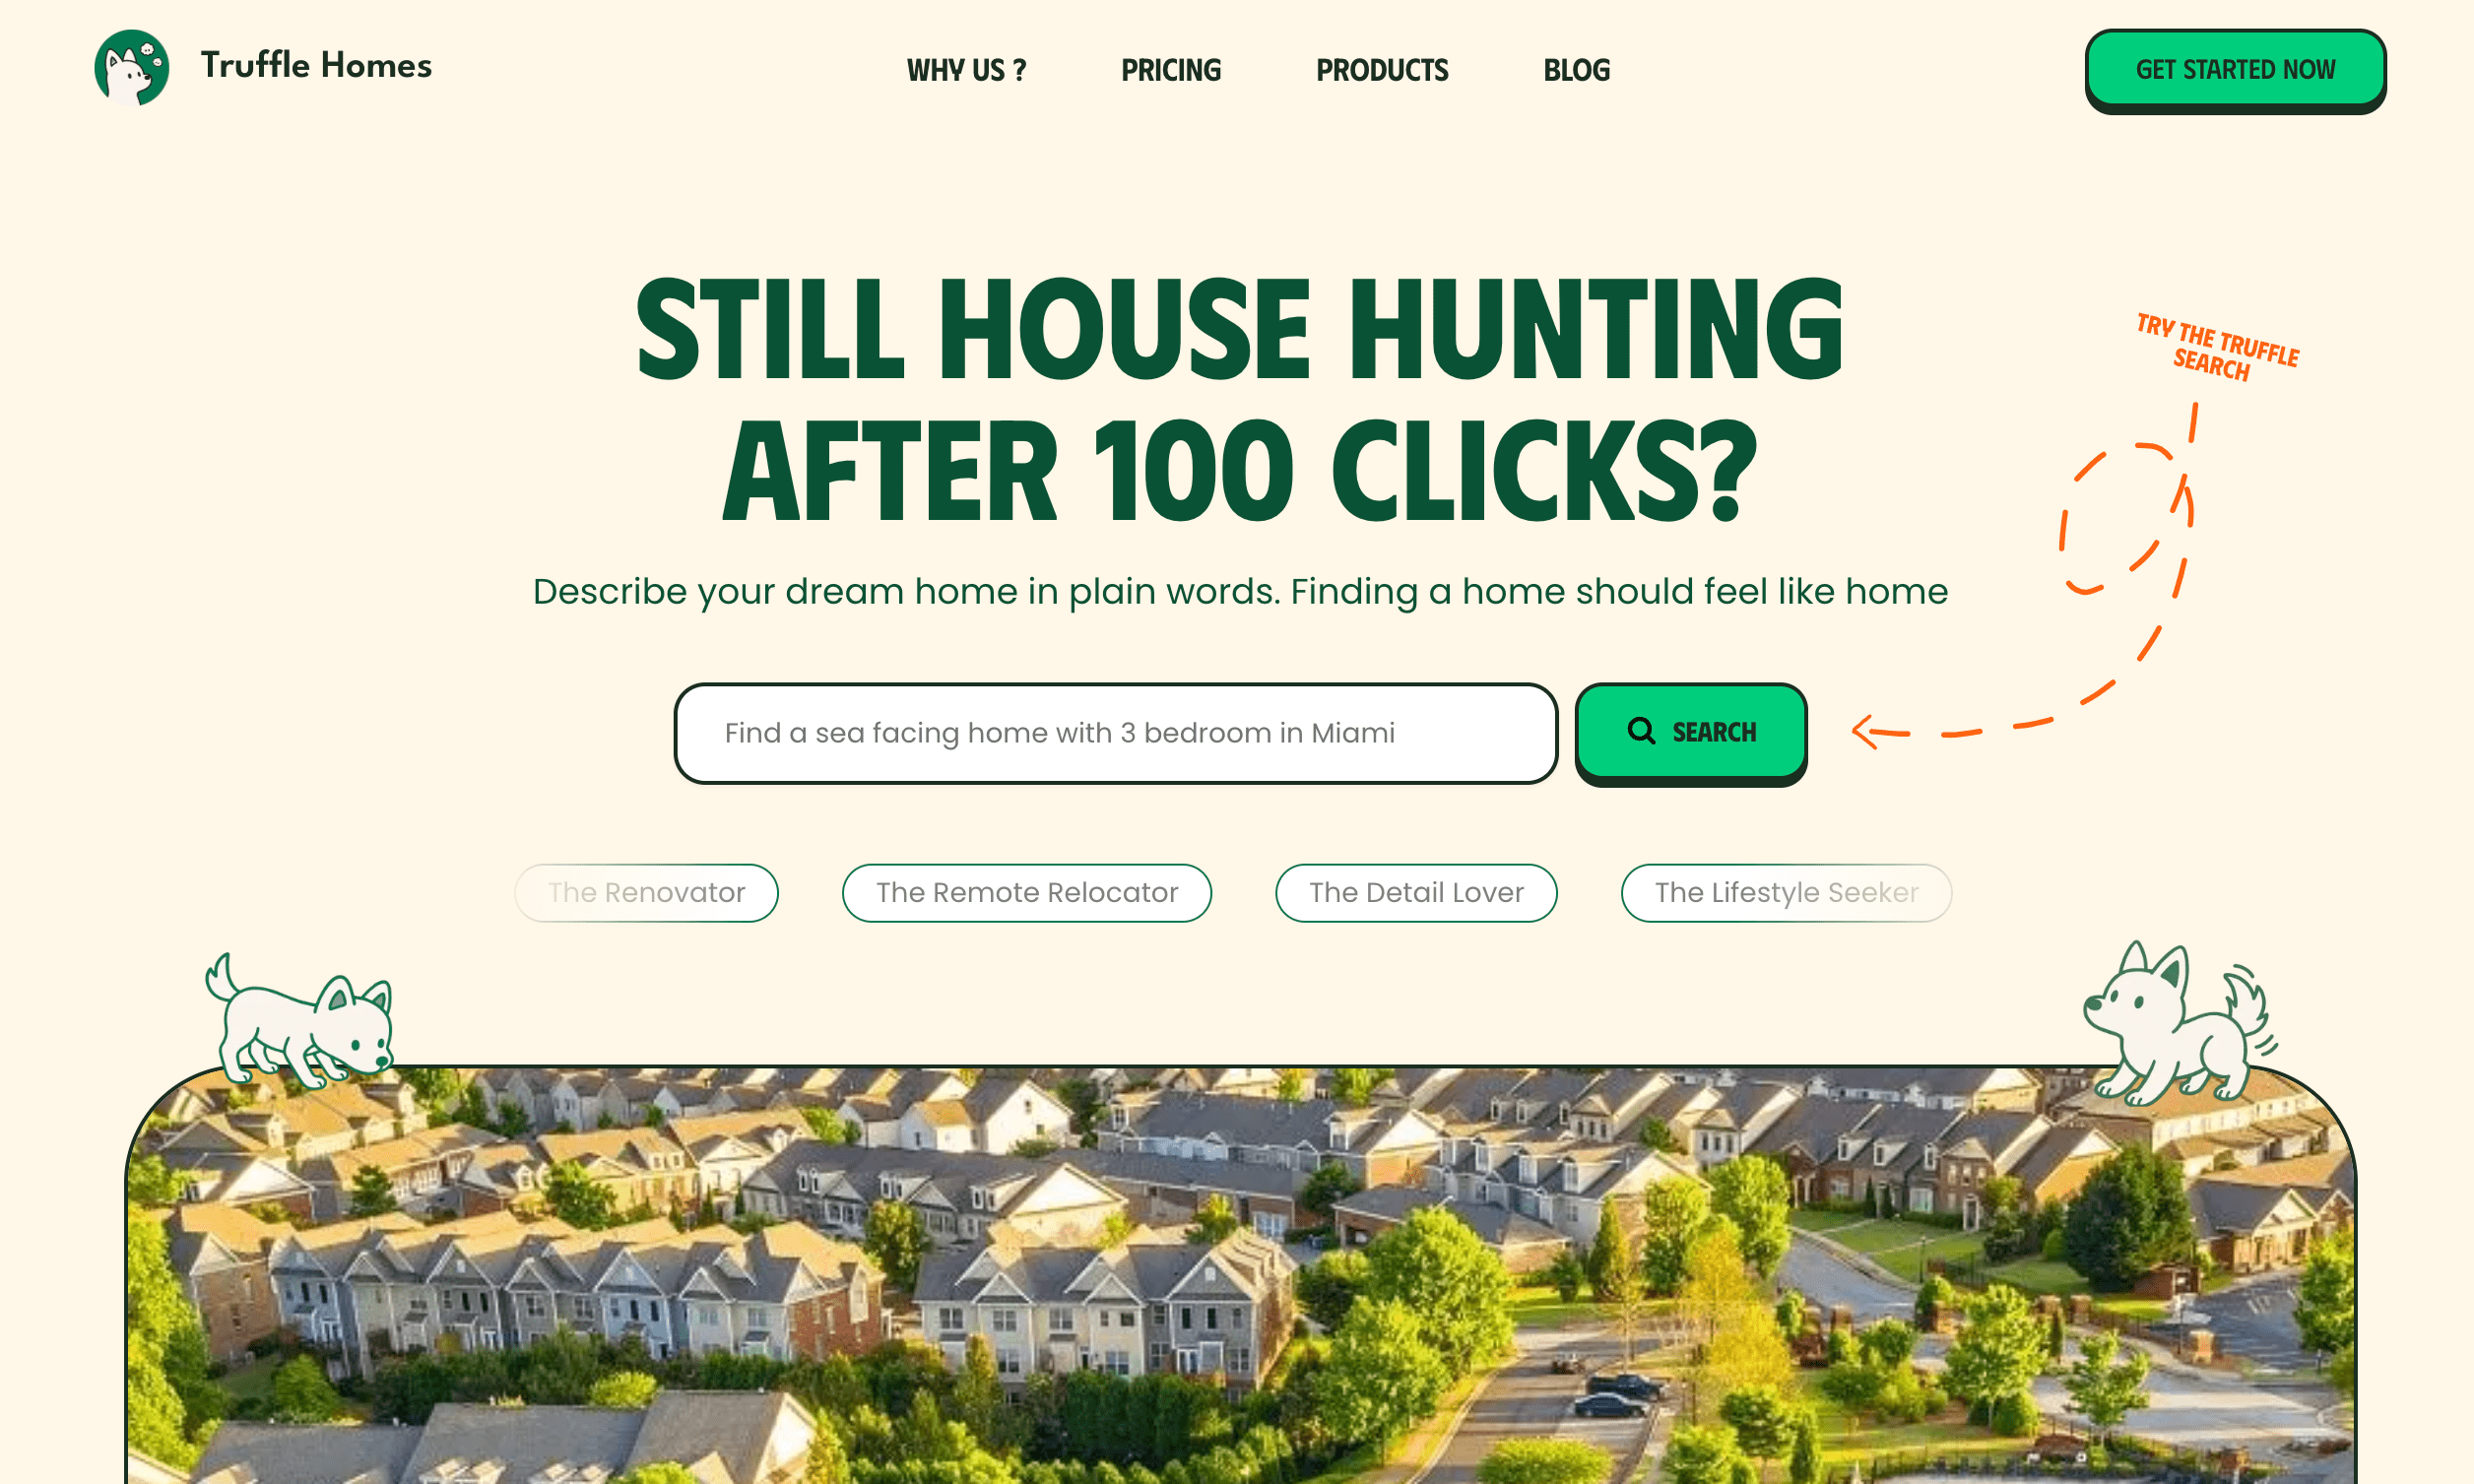 Truffle Homes
WHY US ?
PRICING
PRODUCTS
BLOG
GET STARTED NOW
STILL HOUSE HUNTING
AFTER 100 CLICKS?
TRY THE TRUFFLE
SEARCH
Describe your dream home in plain words. Finding a home should feel like home
Find a sea facing home with 3 bedroom in Miami
SEARCH
The Renovator
The Remote Relocator
The Detail Lover
The Lifestyle Seeker